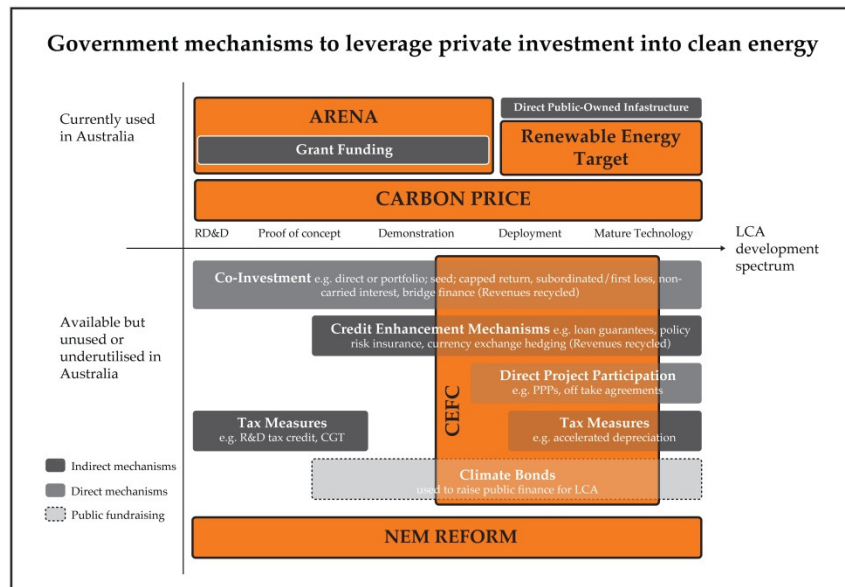 Government mechanisms to leverage private investment into clean energy
Currently used
in Australia
ARENA
Grant Funding
Direct Public-Owned Infastructure
Renewable Energy
Target
CARBON PRICE
RD&D
Proof of concept
Demonstration
Deployment
Mature Technology
LCA
development
spectrum
Co-Investment e.g. direct or portfolio; seed; capped return, subordinated/first loss, non-
carried interest, bridge finance (Revenues recycled)
Available but
unused or
underutilised in
Australia
Credit Enhancement Mechanisms e.g. loan guarantees, policy
risk insurance, currency exchange hedging (Revenues recycled)
Direct Project Participation
e.g. PPPs, off take agreements
CEFC
Tax Measures
e.g. R&D tax credit, CGT
Tax Measures
e.g. accelerated depreciation
Climate Bonds
used to raise public finance for LCA
Indirect mechanisms
Direct mechanisms
Public fundraising
NEM REFORM